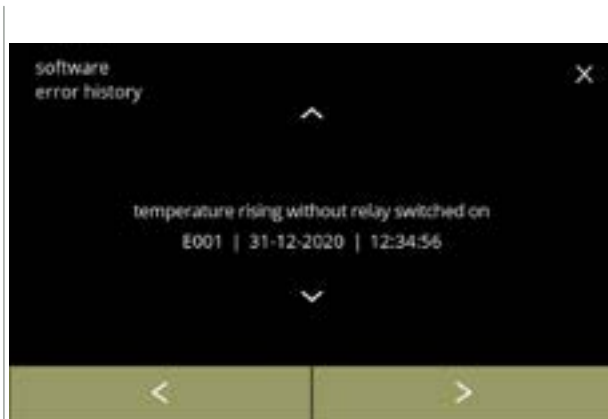 software
error history
temperature rising without relay switched on
E001 | 31-12-2020 | 12:34:56